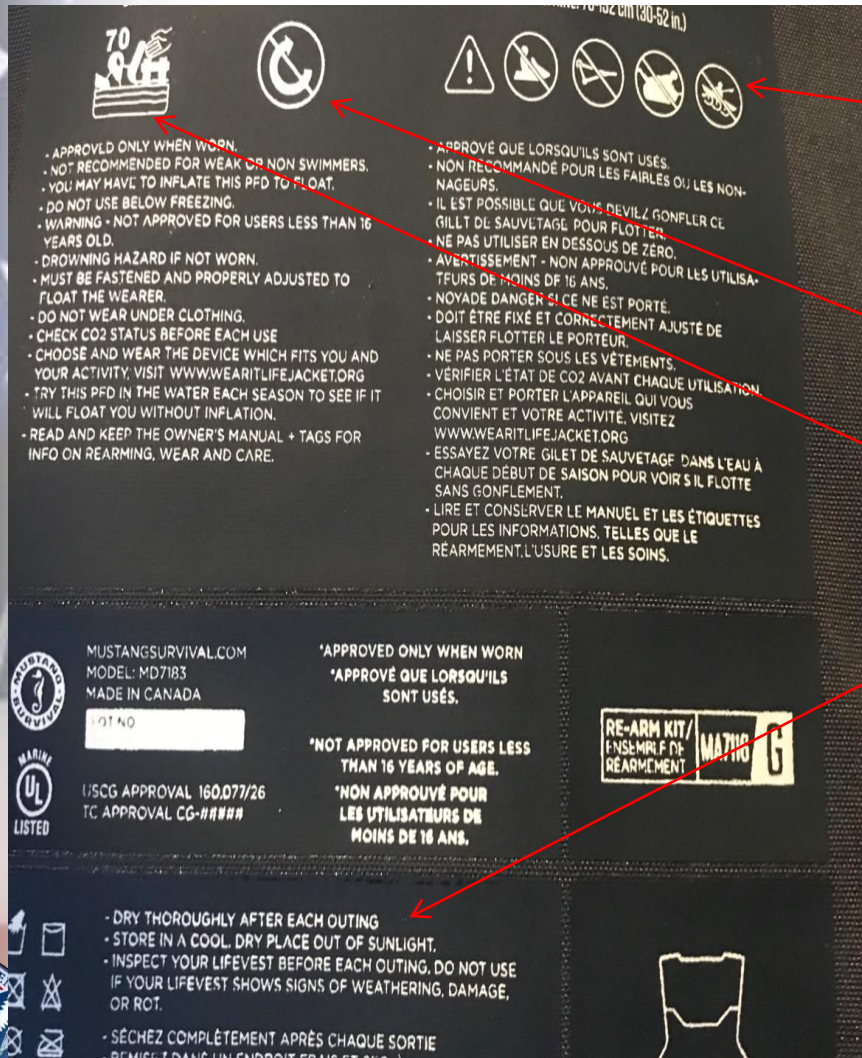 70-132 cm (30-52 in.)
70
- APPROVED ONLY WHEN WORN.
- NOT RECOMMENDED FOR WEAK OR NON SWIMMERS.
- YOU MAY HAVE TO INFLATE THIS PFD TO FLOAT.
- DO NOT USE BELOW FREEZING.
- WARNING - NOT APPROVED FOR USERS LESS THAN 16
YEARS OLD.
- DROWNING HAZARD IF NOT WORN.
- MUST BE FASTENED AND PROPERLY ADJUSTED TO
FLOAT THE WEARER.
- DO NOT WEAR UNDER CLOTHING.
- CHECK CO2 STATUS BEFORE EACH USE
- CHOOSE AND WEAR THE DEVICE WHICH FITS YOU AND
YOUR ACTIVITY, VISIT WWW.WEARITLIFEJACKET.ORG
- TRY THIS PFD IN THE WATER EACH SEASON TO SEE IF IT
WILL FLOAT YOU WITHOUT INFLATION.
- READ AND KEEP THE OWNER'S MANUAL + TAGS FOR
INFO ON REARMING, WEAR AND CARE.
- APPROVÉ QUE LORSQU'ILS SONT USÉS.
- NON RECOMMANDÉ POUR LES FAIBLES OU LES NON-
NAGEURS.
- IL EST POSSIBLE QUE VOUS DEVIEZ GONFLER CE
GILLT DE SAUVETAGE POUR FLOTTER.
- NE PAS UTILISER EN DESSOUS DE ZÉRO.
- AVERTISSEMENT - NON APPROUVÉ POUR LES UTILISA-
TEURS DE MOINS DE 16 ANS.
- NOYADE DANGER SI CE NE EST PORTÉ.
- DOIT ÊTRE FIXÉ ET CORRECTEMENT AJUSTÉ DE
LAISSER FLOTTER LE PORTEUR.
- NE PAS PORTER SOUS LES VÊTEMENTS.
- VÉRIFIER L'ÉTAT DE CO2 AVANT CHAQUE UTILISATION.
- CHOISIR ET PORTER L'APPAREIL QUI VOUS
CONVIENT ET VOTRE ACTIVITÉ, VISITEZ
WWW.WEARITLIFEJACKET.ORG
- ESSAYEZ VOTRE GILET DE SAUVETAGE DANS L'EAU À
CHAQUE DÉBUT DE SAISON POUR VOIR S IL FLOTTE
SANS GONFLEMENT.
- LIRE ET CONSERVER LE MANUEL ET LES ÉTIQUETTES
POUR LES INFORMATIONS, TELLES QUE LE
RÉARMEMENT, L'USURE ET LES SOINS.
MUSTANG SURVIVAL
MUSTANGSURVIVAL.COM
MODEL: MD7183
MADE IN CANADA
LOT NO
MARINE
UL
LISTED
USCG APPROVAL 160.077/26
TC APPROVAL CG-#####
*APPROVED ONLY WHEN WORN
*APPROVÉ QUE LORSQU'ILS
SONT USÉS.
*NOT APPROVED FOR USERS LESS
THAN 16 YEARS OF AGE.
*NON APPROUVÉ POUR
LES UTILISATEURS DE
MOINS DE 16 ANS.
RE-ARM KIT/
ENSEMBLE DE
RÉARMEMENT
MA7116
G
- DRY THOROUGHLY AFTER EACH OUTING
- STORE IN A COOL, DRY PLACE OUT OF SUNLIGHT.
- INSPECT YOUR LIFEVEST BEFORE EACH OUTING, DO NOT USE
IF YOUR LIFEVEST SHOWS SIGNS OF WEATHERING, DAMAGE,
OR ROT.
- SÉCHEZ COMPLÈTEMENT APRÈS CHAQUE SORTIE
- REMISEZ DANS UN ENDROIT FRAIS ET